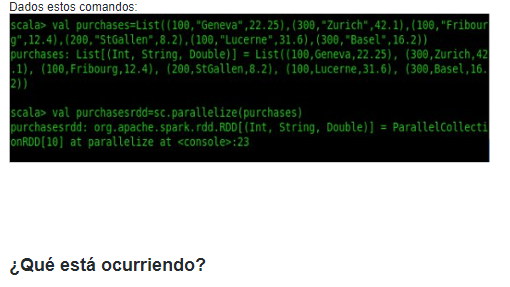 Dados estos comandos:
scala> val purchases=List((100,"Geneva",22.25),(300,"Zurich",42.1),(100,"Fribour
g",12.4),(200,"StGallen",8.2),(100,"Lucerne",31.6),(300,"Basel",16.2))
purchases: List[(Int, String, Double)] = List((100,Geneva,22.25), (300,Zurich,42
.1), (100,Fribourg,12.4), (200,StGallen,8.2), (100,Lucerne,31.6), (300,Basel,16.
2))
scala> val purchasesrdd=sc.parallelize(purchases)
purchasesrdd: org.apache.spark.rdd.RDD[(Int, String, Double)] = ParallelCollecti
onRDD[10] at parallelize at <console>:23
¿Qué está ocurriendo?